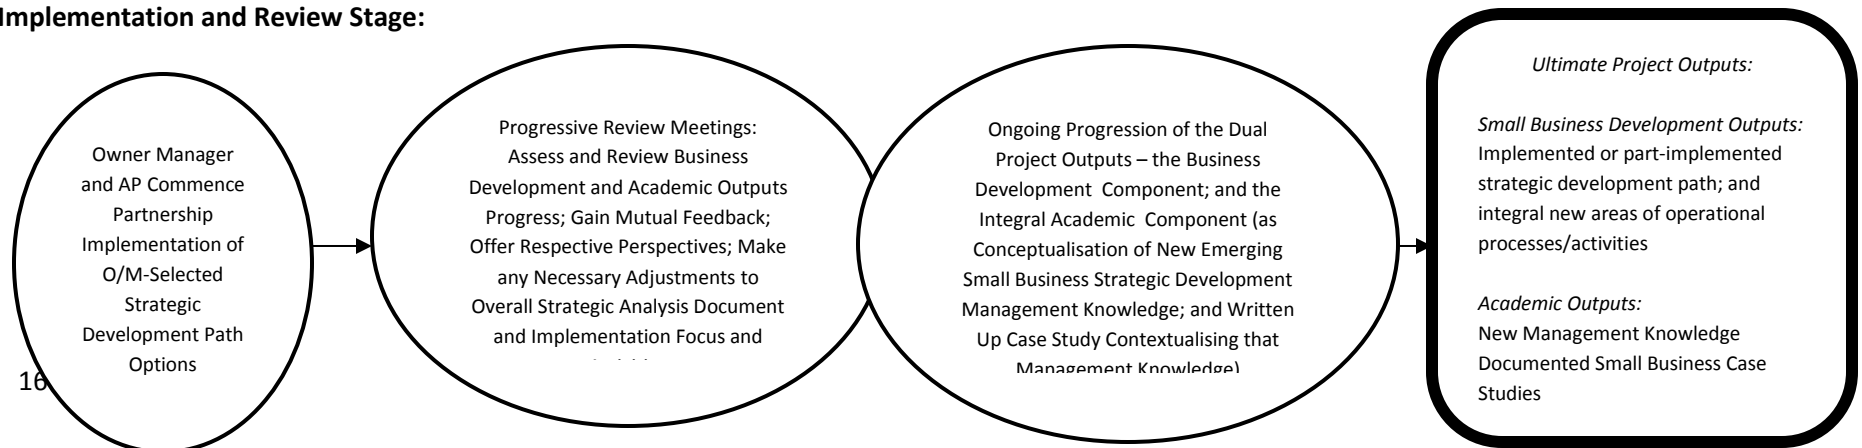 Implementation and Review Stage:
Owner Manager
and AP Commence
Partnership
Implementation of
O/M-Selected
Strategic
Development Path
Options
16
Progressive Review Meetings:
Assess and Review Business
Development and Academic Outputs
Progress; Gain Mutual Feedback;
Offer Respective Perspectives; Make
any Necessary Adjustments to
Overall Strategic Analysis Document
and Implementation Focus and
Ongoing Progression of the Dual
Project Outputs – the Business
Development Component; and the
Integral Academic Component (as
Conceptualisation of New Emerging
Small Business Strategic Development
Management Knowledge; and Written
Up Case Study Contextualising that
Management Knowledge)
Ultimate Project Outputs:
Small Business Development Outputs:
Implemented or part-implemented
strategic development path; and
integral new areas of operational
processes/activities
Academic Outputs:
New Management Knowledge
Documented Small Business Case
Studies